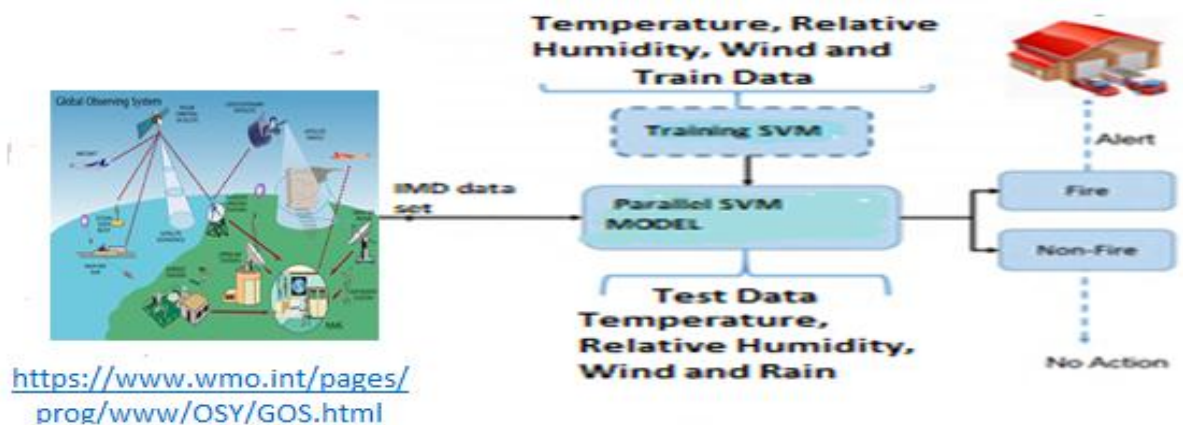 Temperature, Relative
Humidity, Wind and
Train Data
Global Observing System
Training SVM
Alert
IMD data
set
Parallel SVM
MODEL
Fire
Non-Fire
Test Data
Temperature,
Relative Humidity,
Wind and Rain
No Action
https://www.wmo.int/pages/
prog/www/OSY/GOS.html